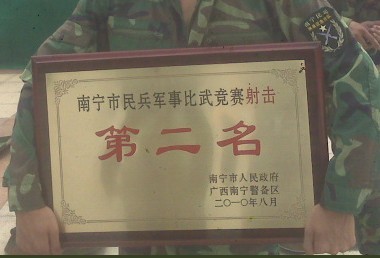 南宁市民兵军事比武竞赛射击
第二名
南宁市人民政府
广西南宁警备区
二〇一〇年八月